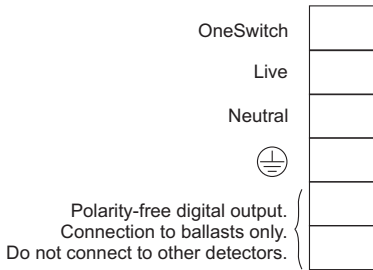 OneSwitch
Live
Neutral
Polarity-free digital output.
Connection to ballasts only.
Do not connect to other detectors.